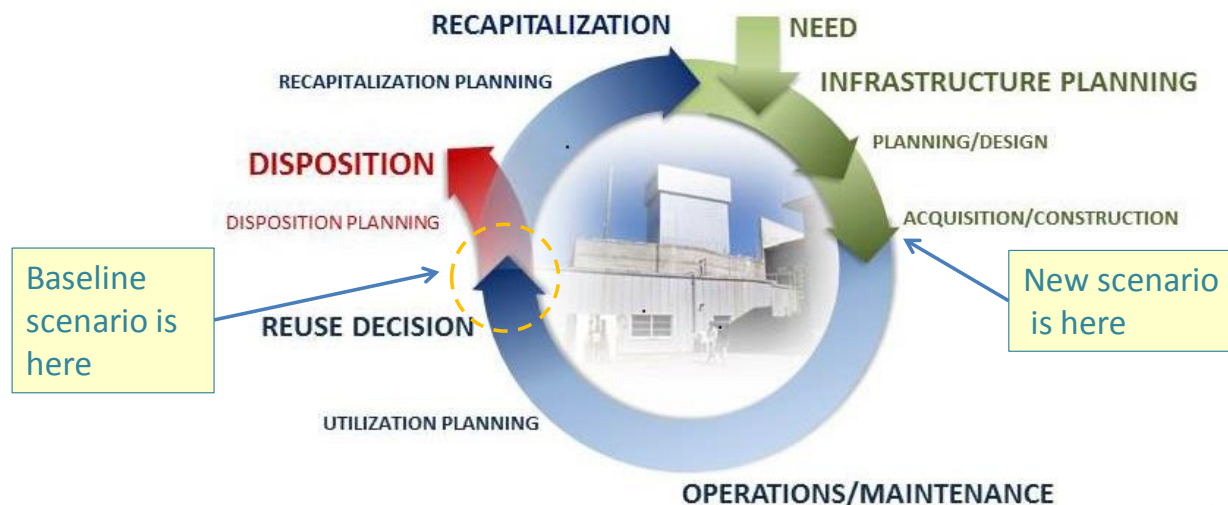 RECAPITALIZATION
NEED
RECAPITALIZATION PLANNING
INFRASTRUCTURE PLANNING
PLANNING/DESIGN
DISPOSITION
DISPOSITION PLANNING
ACQUISITION/CONSTRUCTION
Baseline
scenario is
here
New scenario
is here
REUSE DECISION
UTILIZATION PLANNING
OPERATIONS/MAINTENANCE